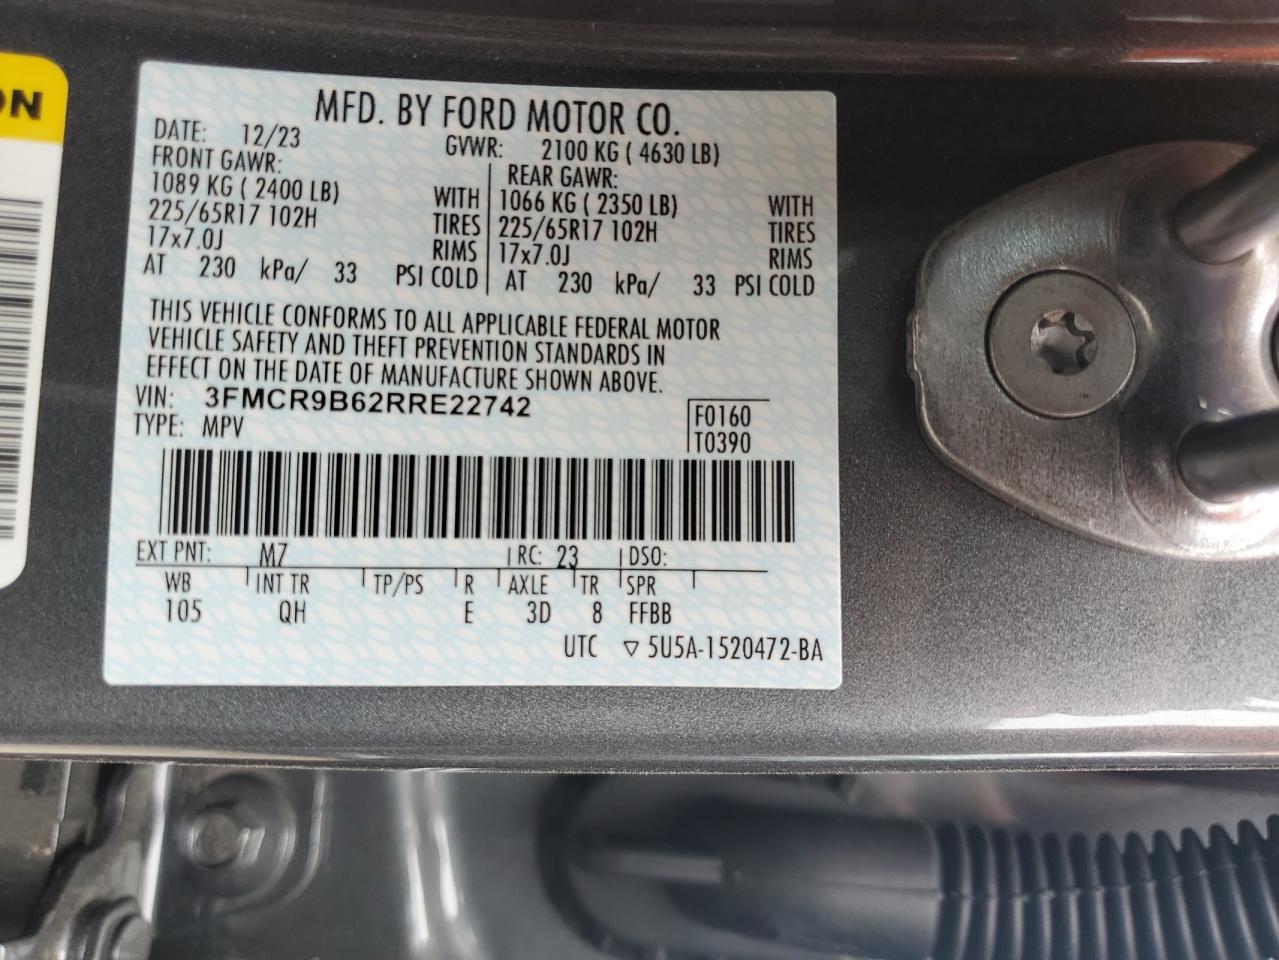 ON
MFD. BY FORD MOTOR CO.
DATE: 12/23 GVWR: 2100 KG ( 4630 LB)
FRONT GAWR: REAR GAWR:
1089 KG ( 2400 LB) WITH 1066 KG ( 2350 LB) WITH
225/65R17 102H TIRES 225/65R17 102H TIRES
17x7.0J RIMS 17x7.0J RIMS
AT 230 kPa/ 33 PSI COLD AT 230 kPa/ 33 PSI COLD
THIS VEHICLE CONFORMS TO ALL APPLICABLE FEDERAL MOTOR
VEHICLE SAFETY AND THEFT PREVENTION STANDARDS IN
EFFECT ON THE DATE OF MANUFACTURE SHOWN ABOVE.
VIN: 3FMCR9B62RRE22742 F0160
TYPE: MPV T0390
EXT PNT: M7 RC: 23 DSO:
WB INT TR TP/PS R AXLE TR SPR
105 QH E 3D 8 FFBB
UTC ▽ 5U5A-1520472-BA